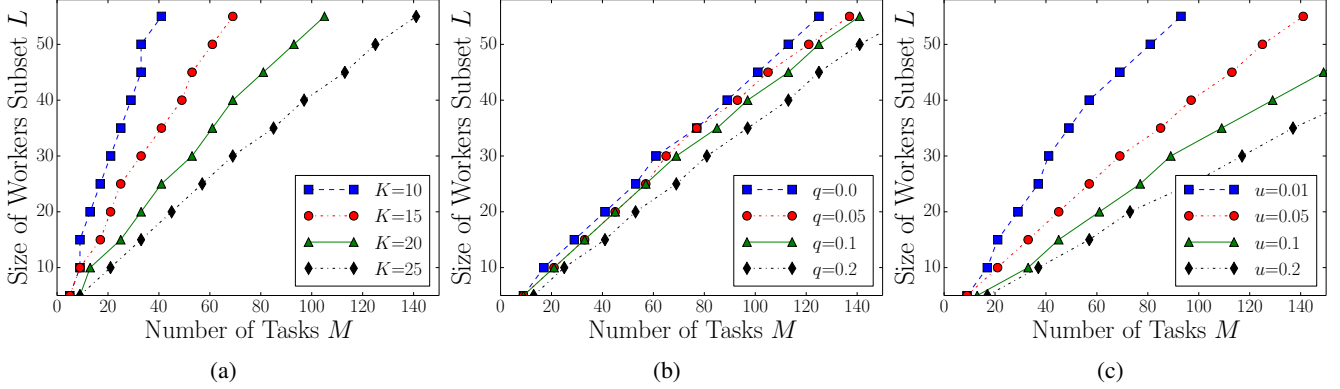 Size of Workers Subset L
50
40
30
20
10
0 20 40 60 80 100 120 140
Number of Tasks M
K=10
K=15
K=20
K=25
(a)
Size of Workers Subset L
50
40
30
20
10
0 20 40 60 80 100 120 140
Number of Tasks M
q=0.0
q=0.05
q=0.1
q=0.2
(b)
Size of Workers Subset L
50
40
30
20
10
0 20 40 60 80 100 120 140
Number of Tasks M
u=0.01
u=0.05
u=0.1
u=0.2
(c)